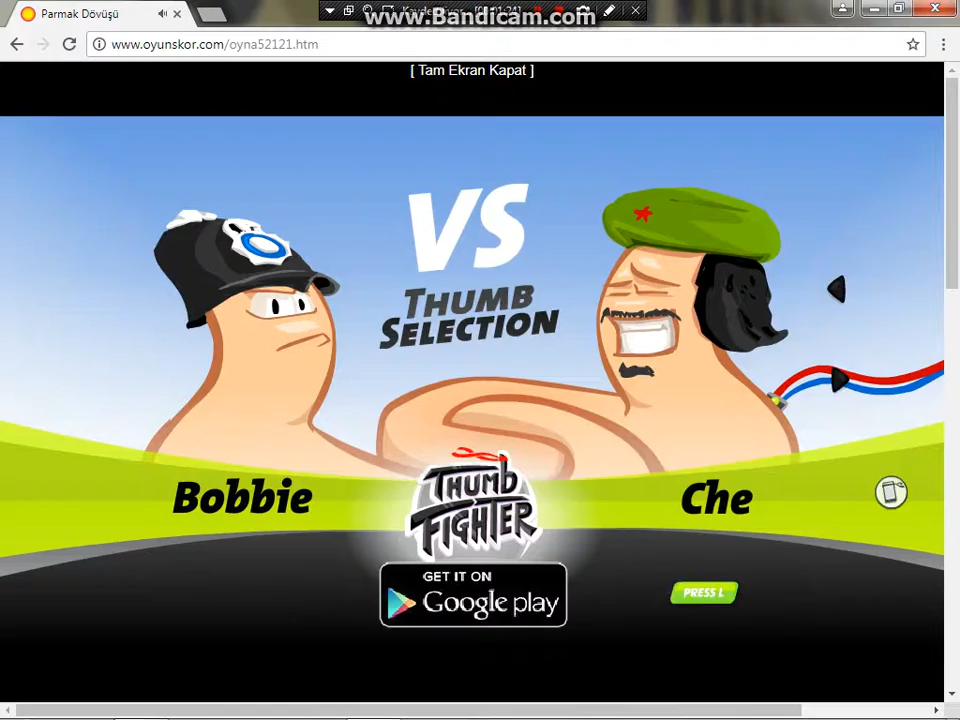 Parmak Dövüşü
www.Bandicam.com
www.oyunskor.com/oyna52121.htm
[ Tam Ekran Kapat ]
VS
THUMB
SELECTION
Bobbie
THUMB
FIGHTER
Che
GET IT ON
Google play
PRESS L